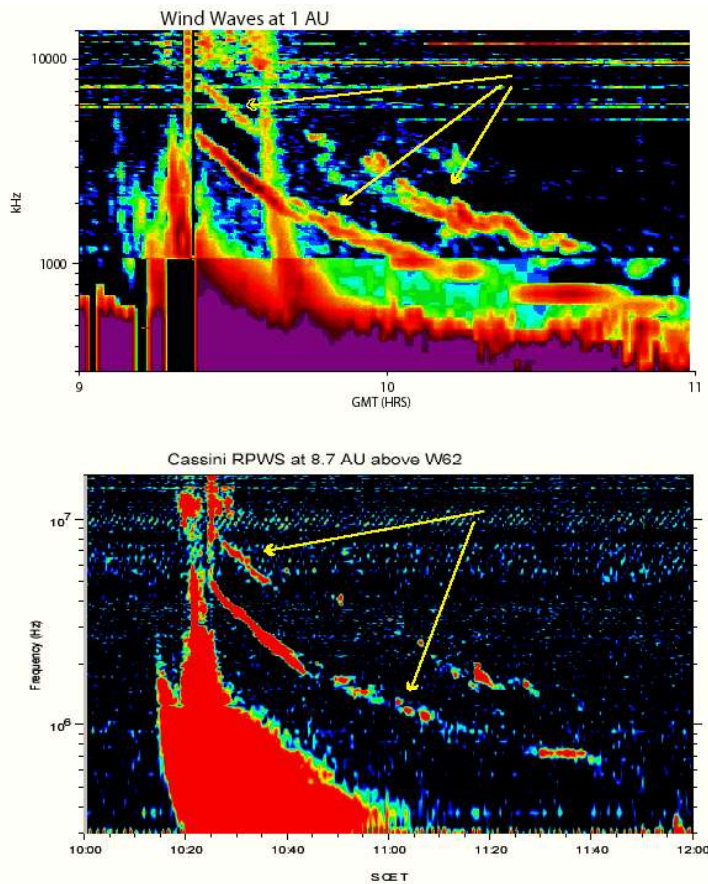 Wind Waves at 1 AU
10000
kHz
1000
9
10
11
GMT (HRS)
Cassini RPWS at 8.7 AU above W62
10⁷
Frequency (Hz)
10⁶
10:00
10:20
10:40
11:00
11:20
11:40
12:00
SCET